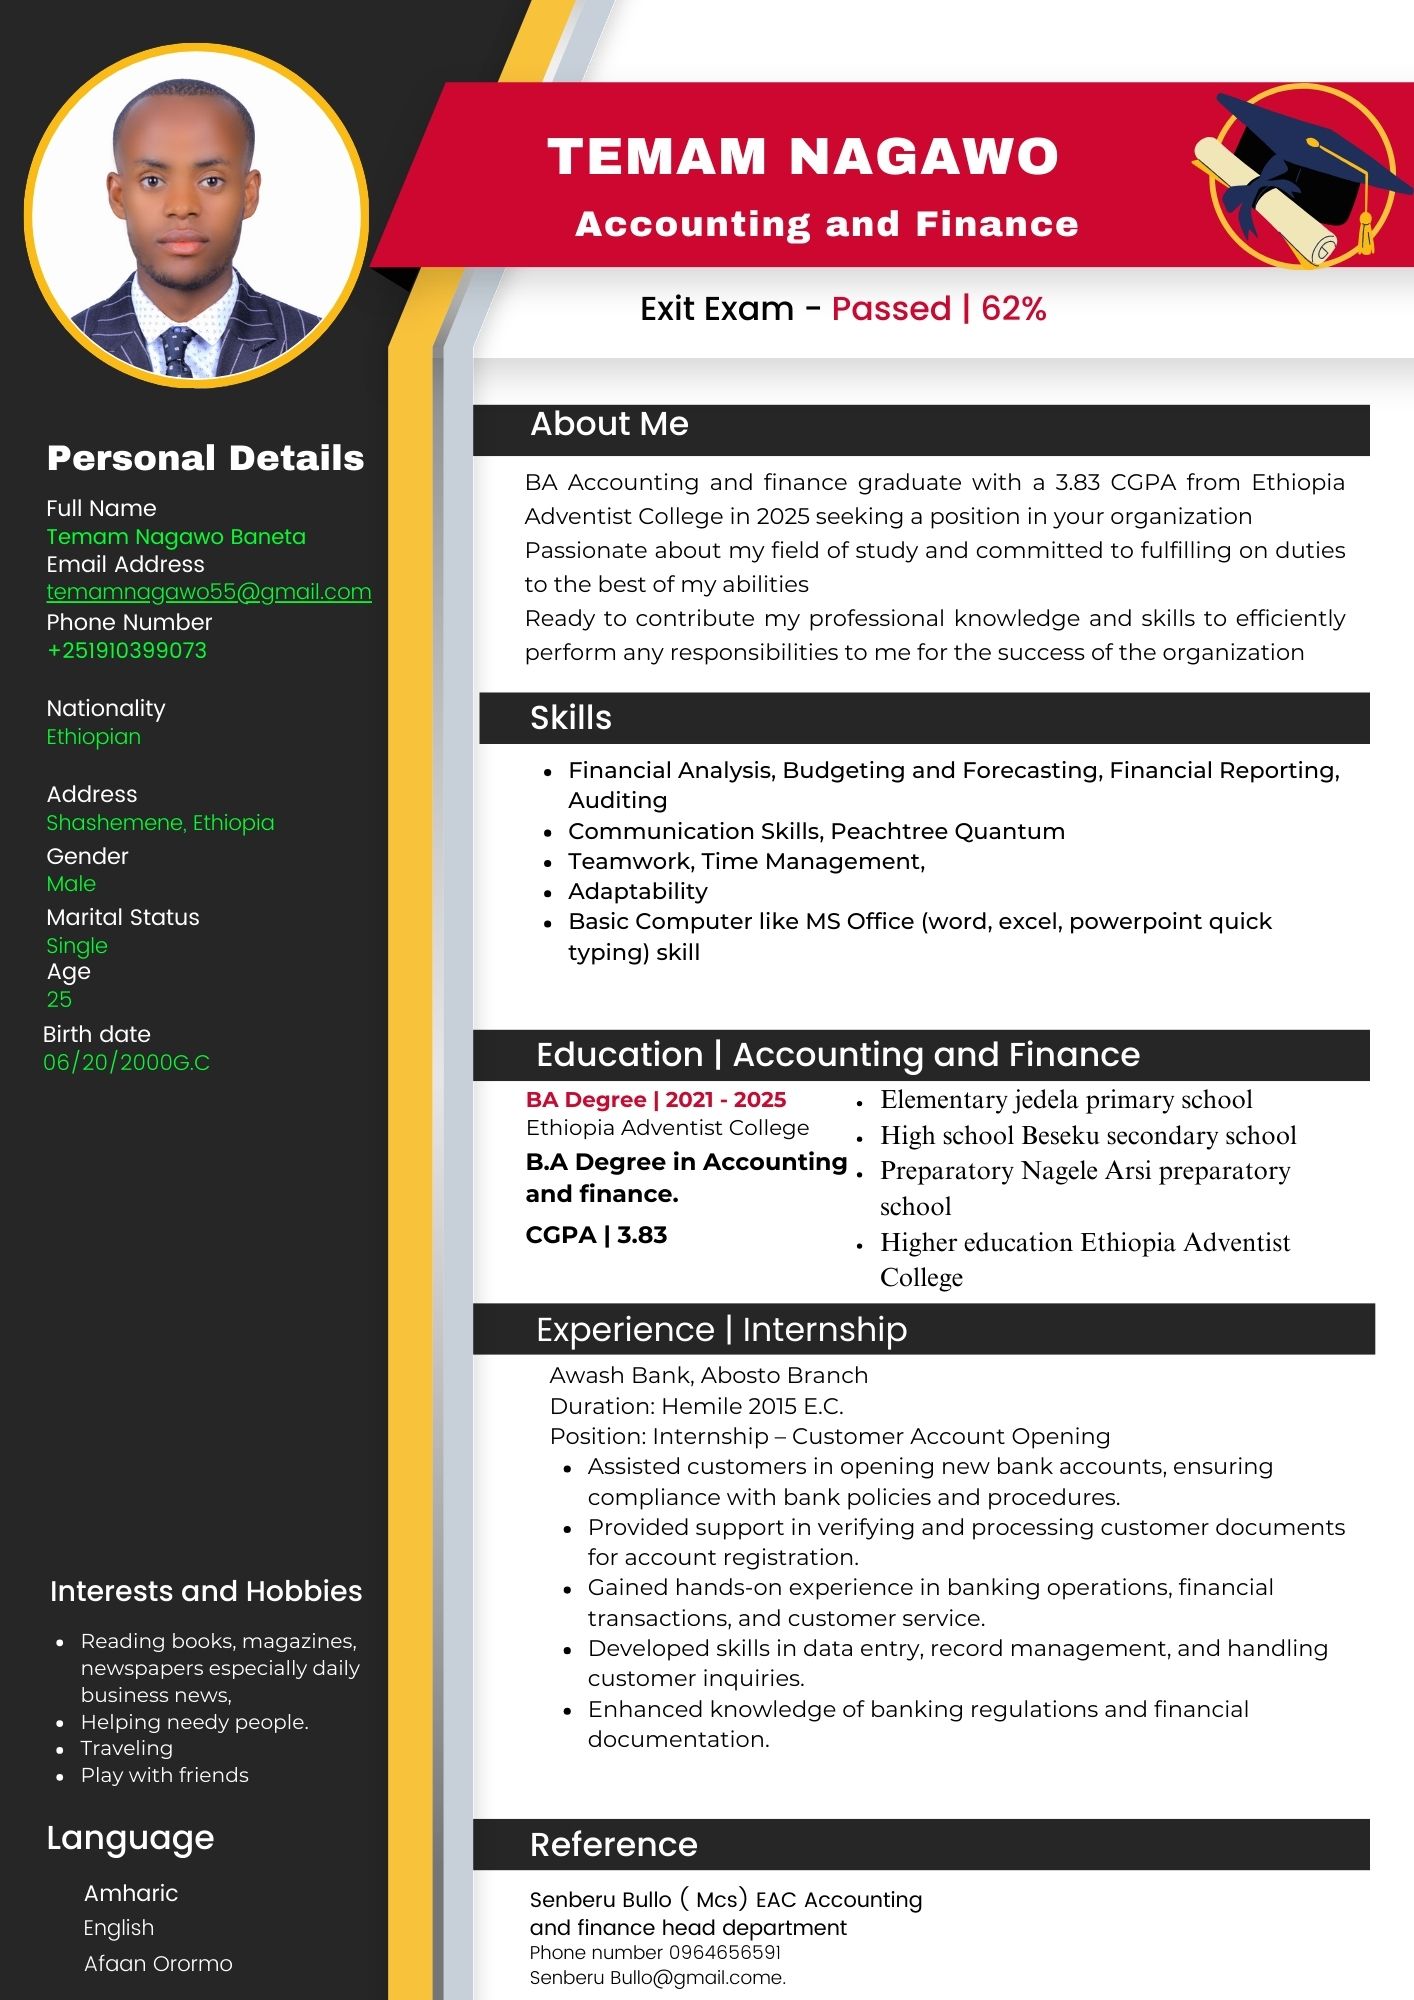 TEMAM NAGAWO
Accounting and Finance
Exit Exam - Passed | 62%
Personal Details
Full Name
Temam Nagawo Baneta
Email Address
temamnagawo55@gmail.com
Phone Number
+251910399073
Nationality
Ethiopian
Address
Shashemene, Ethiopia
Gender
Male
Marital Status
Single
Age
25
Birth date
06/20/2000G.C
Interests and Hobbies
• Reading books, magazines,
newspapers especially daily
business news,
• Helping needy people.
• Traveling
• Play with friends
Language
Amharic
English
Afaan Orormo
About Me
BA Accounting and finance graduate with a 3.83 CGPA from Ethiopia
Adventist College in 2025 seeking a position in your organization
Passionate about my field of study and committed to fulfilling on duties
to the best of my abilities
Ready to contribute my professional knowledge and skills to efficiently
perform any responsibilities to me for the success of the organization
Skills
• Financial Analysis, Budgeting and Forecasting, Financial Reporting,
Auditing
• Communication Skills, Peachtree Quantum
• Teamwork, Time Management,
• Adaptability
• Basic Computer like MS Office (word, excel, powerpoint quick
typing) skill
Education | Accounting and Finance
BA Degree | 2021 - 2025
Ethiopia Adventist College
B.A Degree in Accounting
and finance.
CGPA | 3.83
• Elementary jedela primary school
• High school Beseku secondary school
• Preparatory Nagele Arsi preparatory
school
• Higher education Ethiopia Adventist
College
Experience | Internship
Awash Bank, Abosto Branch
Duration: Hemile 2015 E.C.
Position: Internship – Customer Account Opening
• Assisted customers in opening new bank accounts, ensuring
compliance with bank policies and procedures.
• Provided support in verifying and processing customer documents
for account registration.
• Gained hands-on experience in banking operations, financial
transactions, and customer service.
• Developed skills in data entry, record management, and handling
customer inquiries.
• Enhanced knowledge of banking regulations and financial
documentation.
Reference
Senberu Bullo ( Mcs) EAC Accounting
and finance head department
Phone number 0964656591
Senberu Bullo@gmail.come.